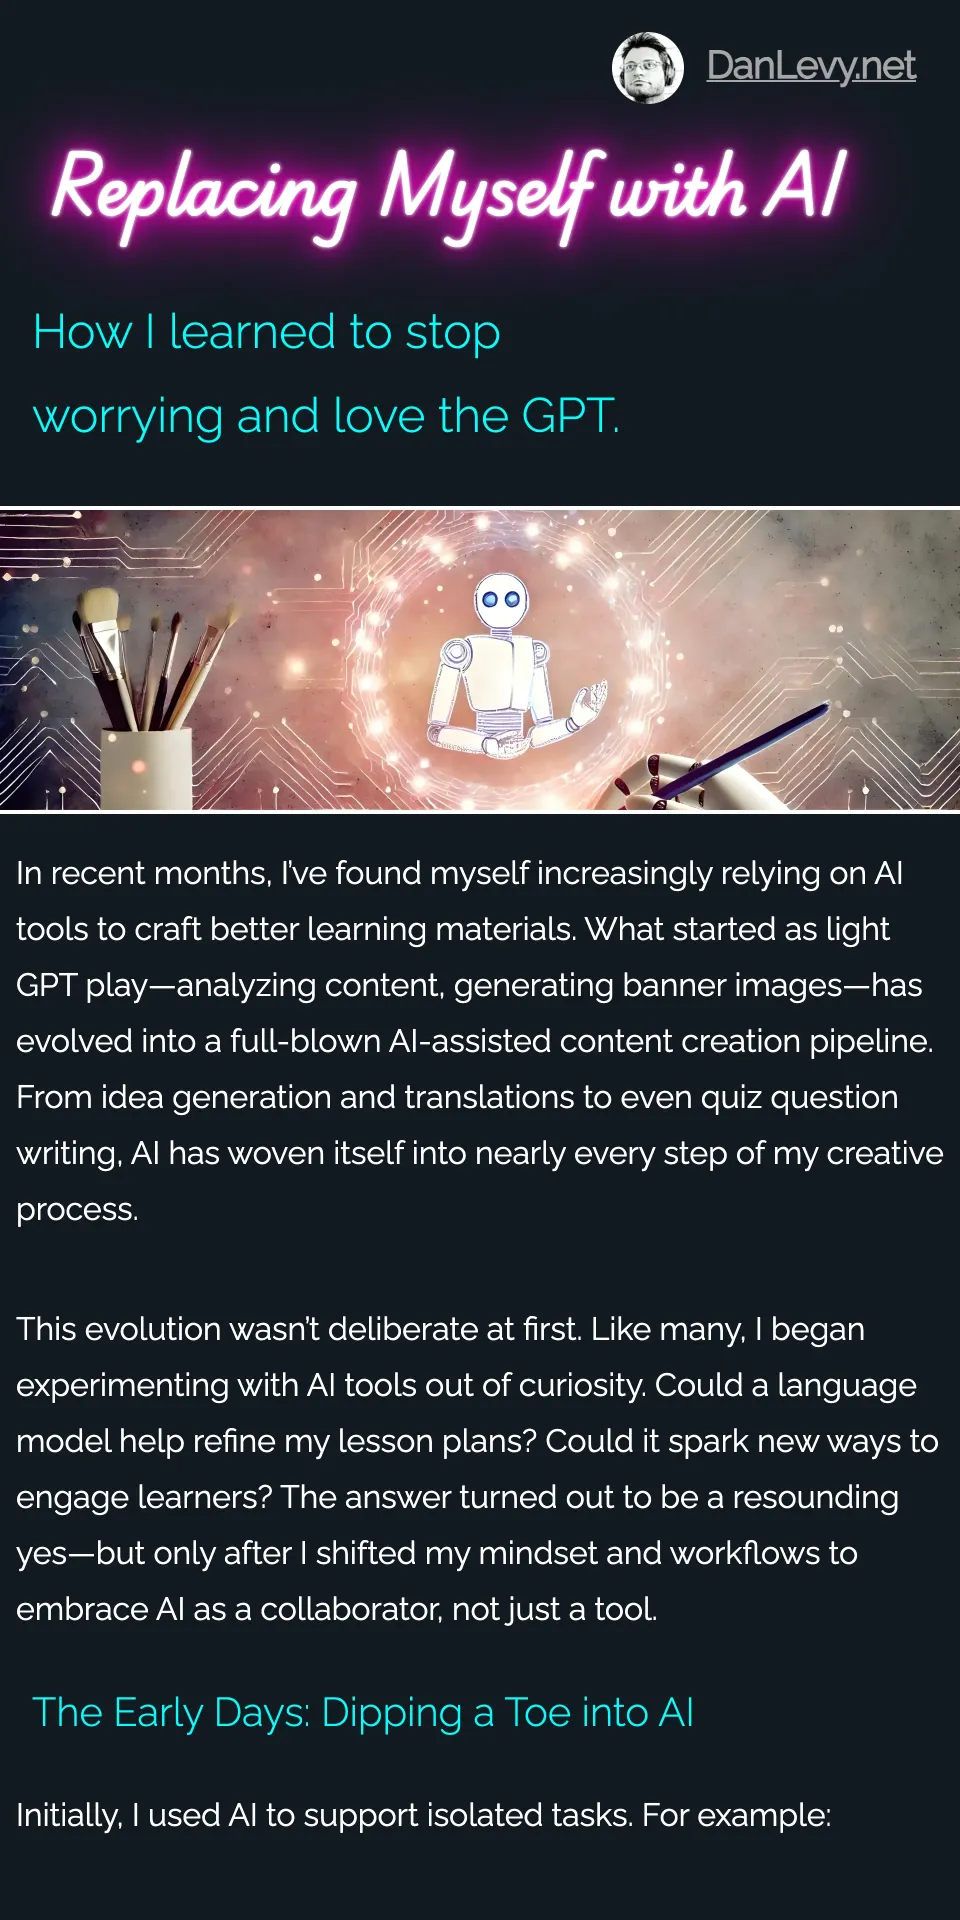 DanLevy.net
Replacing Myself with AI
How I learned to stop
worrying and love the GPT.
In recent months, I’ve found myself increasingly relying on AI
tools to craft better learning materials. What started as light
GPT play—analyzing content, generating banner images—has
evolved into a full-blown AI-assisted content creation pipeline.
From idea generation and translations to even quiz question
writing, AI has woven itself into nearly every step of my creative
process.
This evolution wasn’t deliberate at first. Like many, I began
experimenting with AI tools out of curiosity. Could a language
model help refine my lesson plans? Could it spark new ways to
engage learners? The answer turned out to be a resounding
yes—but only after I shifted my mindset and workflows to
embrace AI as a collaborator, not just a tool.
The Early Days: Dipping a Toe into AI
Initially, I used AI to support isolated tasks. For example: